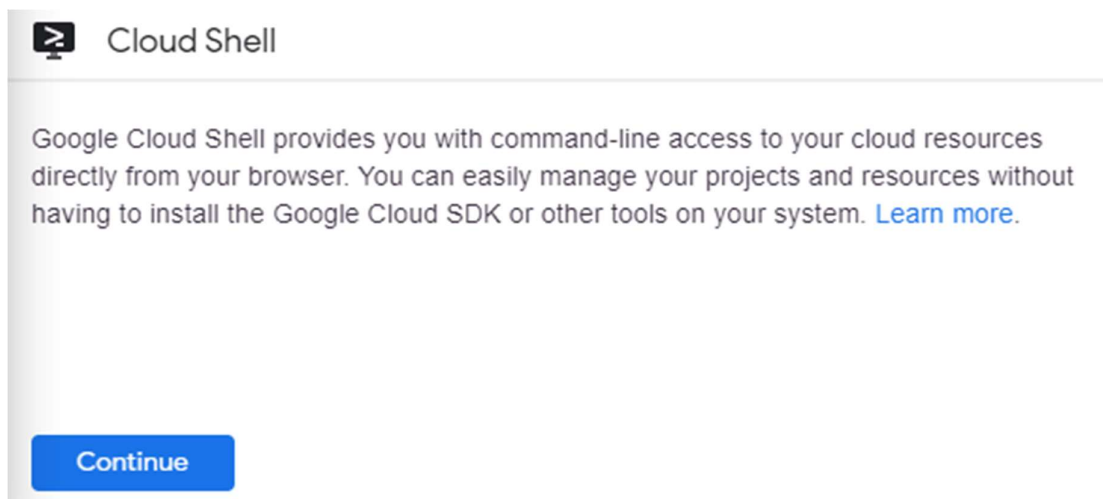 Cloud Shell
Google Cloud Shell provides you with command-line access to your cloud resources
directly from your browser. You can easily manage your projects and resources without
having to install the Google Cloud SDK or other tools on your system. Learn more.
Continue